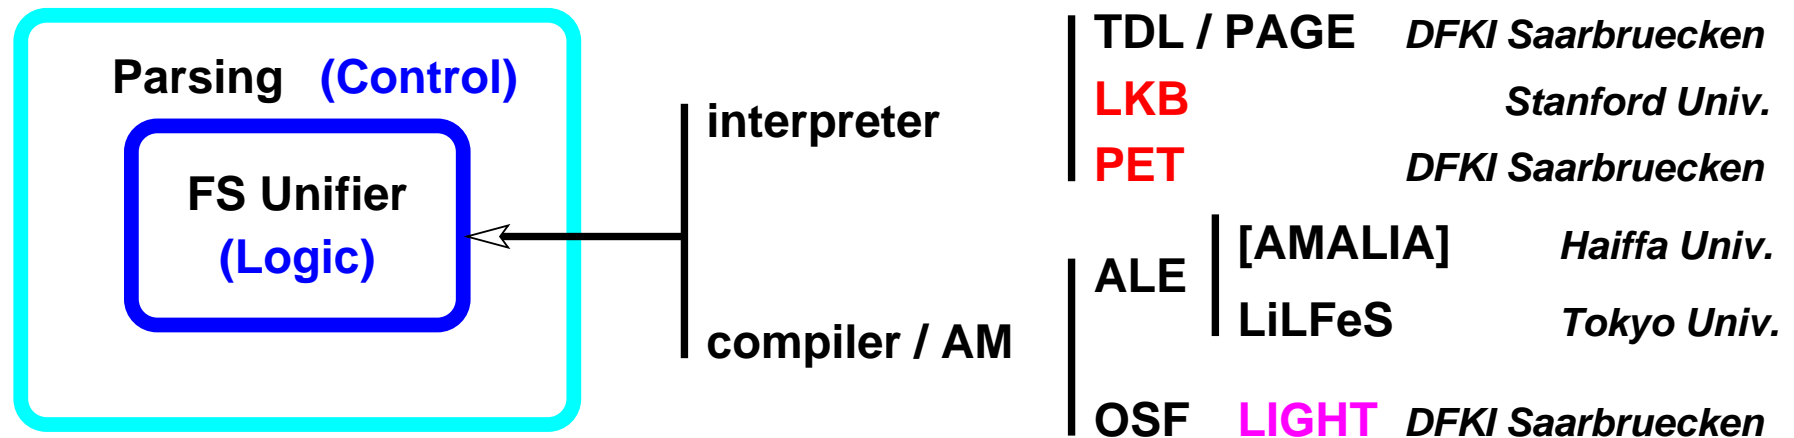 Parsing (Control)
FS Unifier
(Logic)
interpreter
compiler / AM
TDL / PAGE DFKI Saarbruecken
LKB Stanford Univ.
PET DFKI Saarbruecken
ALE
[AMALIA] Haiffa Univ.
LiLFeS Tokyo Univ.
OSF LIGHT DFKI Saarbruecken